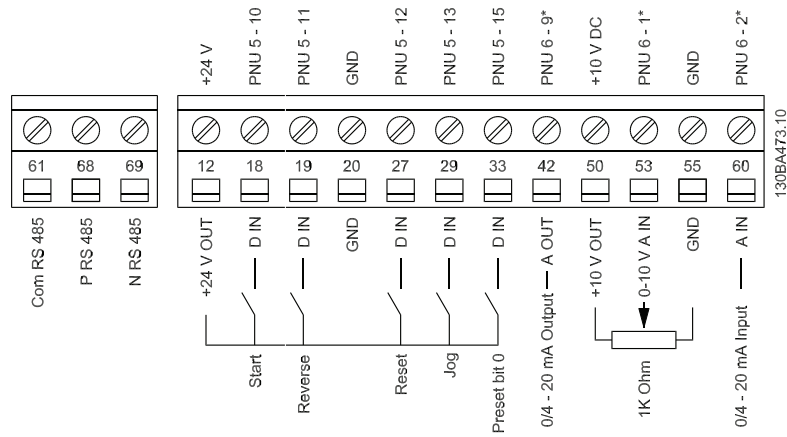 +24 V
PNU 5 - 10
PNU 5 - 11
GND
PNU 5 - 12
PNU 5 - 13
PNU 5 - 15
PNU 6 - 9*
+10 V DC
PNU 6 - 1*
GND
PNU 6 - 2*
61 68 69
12 18 19 20 27 29 33 42 50 53 55 60
Com RS 485
P RS 485
N RS 485
+24 V OUT
D IN
D IN
GND
D IN
D IN
D IN
0/4 - 20 mA Output
A OUT
+10 V OUT
0-10 V A IN
GND
0/4 - 20 mA Input
A IN
Start
Reverse
Reset
Jog
Preset bit 0
1K Ohm
130BA473.10